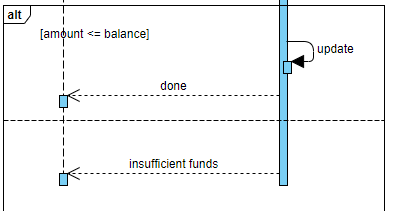 alt
[amount <= balance]
update
done
insufficient funds